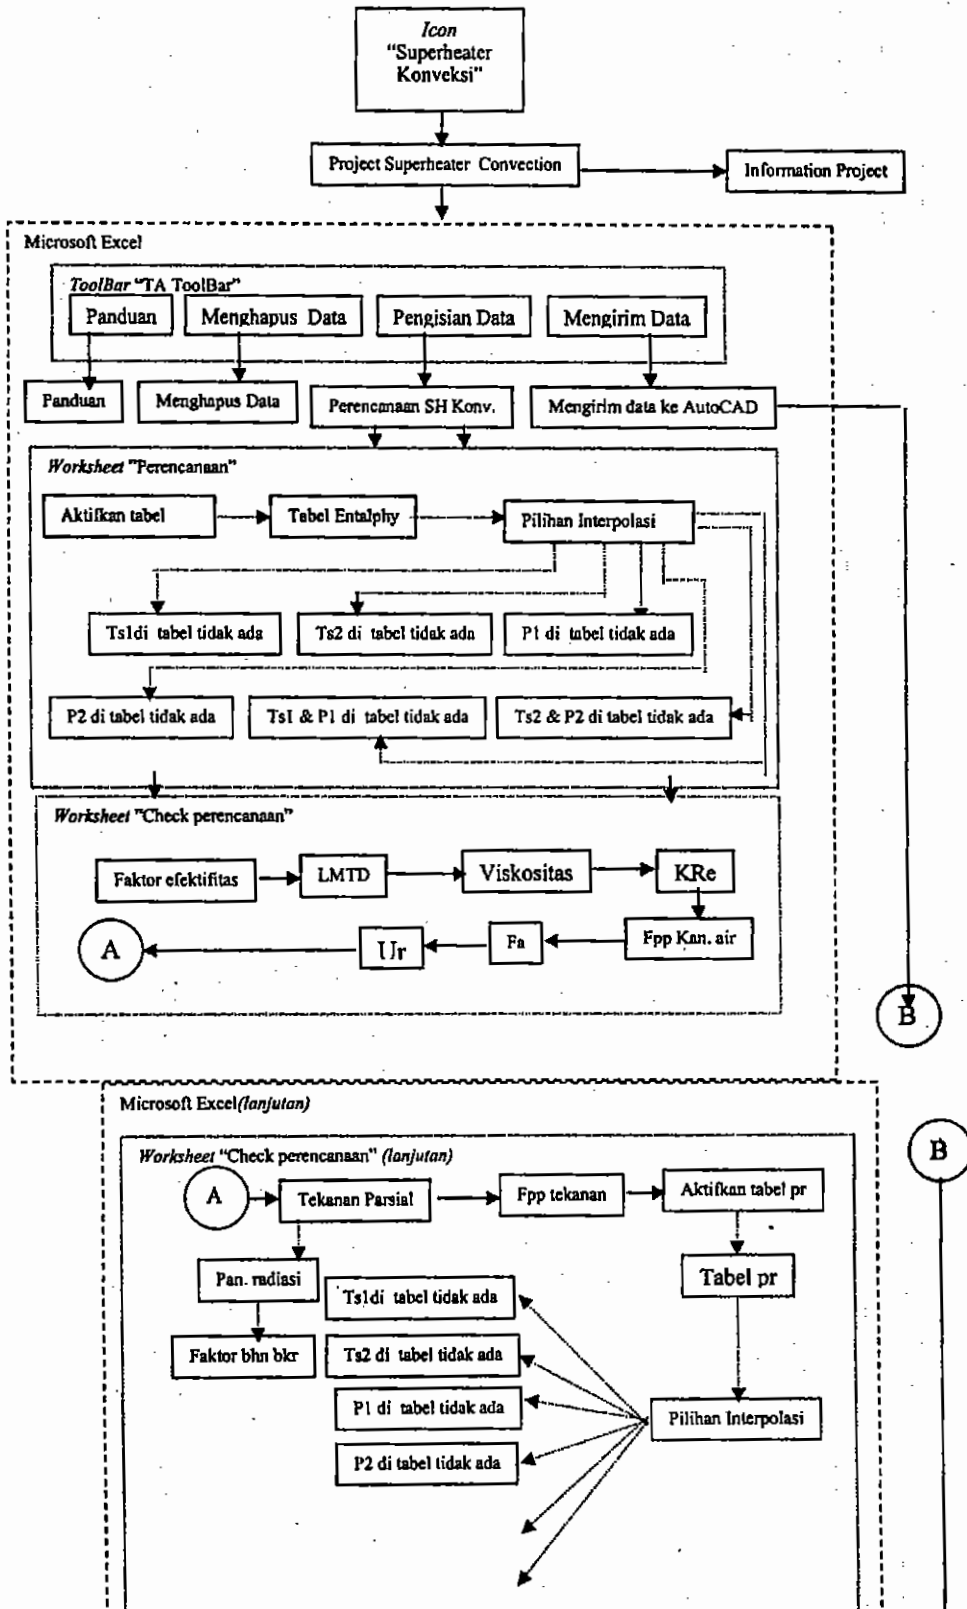 Icon
"Superheater
Konveksi"
Project Superheater Convection
Information Project
Microsoft Excel
ToolBar "TA ToolBar"
Panduan
Menghapus Data
Pengisian Data
Mengirim Data
Panduan
Menghapus Data
Perencanaan SH Konv.
Mengirim data ke AutoCAD
Worksheet "Perencanaan"
Aktifkan tabel
Tabel Entalphy
Pilihan Interpolasi
Ts1di tabel tidak ada
Ts2 di tabel tidak ada
P1 di tabel tidak ada
P2 di tabel tidak ada
Ts1 & P1 di tabel tidak ada
Ts2 & P2 di tabel tidak ada
Worksheet "Check perencanaan"
Faktor efektifitas
LMTD
Viskositas
KRe
A
Ur
Fa
Fpp Kan. air
B
Microsoft Excel(lanjutan)
Worksheet "Check perencanaan" (lanjutan)
B
A
Tekanan Parsial
Fpp tekanan
Aktifkan tabel pr
Pan. radiasi
Tabel pr
Ts1di tabel tidak ada
Faktor bhn bkr
Ts2 di tabel tidak ada
P1 di tabel tidak ada
Pilihan Interpolasi
P2 di tabel tidak ada